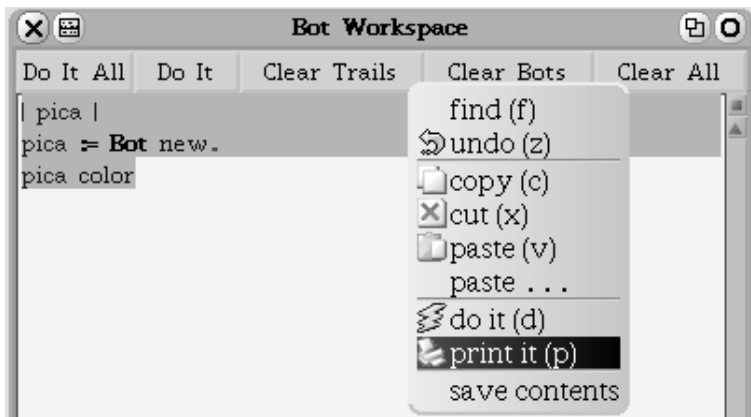 Bot Workspace
Do It All Do It Clear Trails Clear Bots Clear All
| pica |
pica := Bot new.
pica color
find (f)
undo (z)
copy (c)
cut (x)
paste (v)
paste . . .
do it (d)
print it (p)
save contents